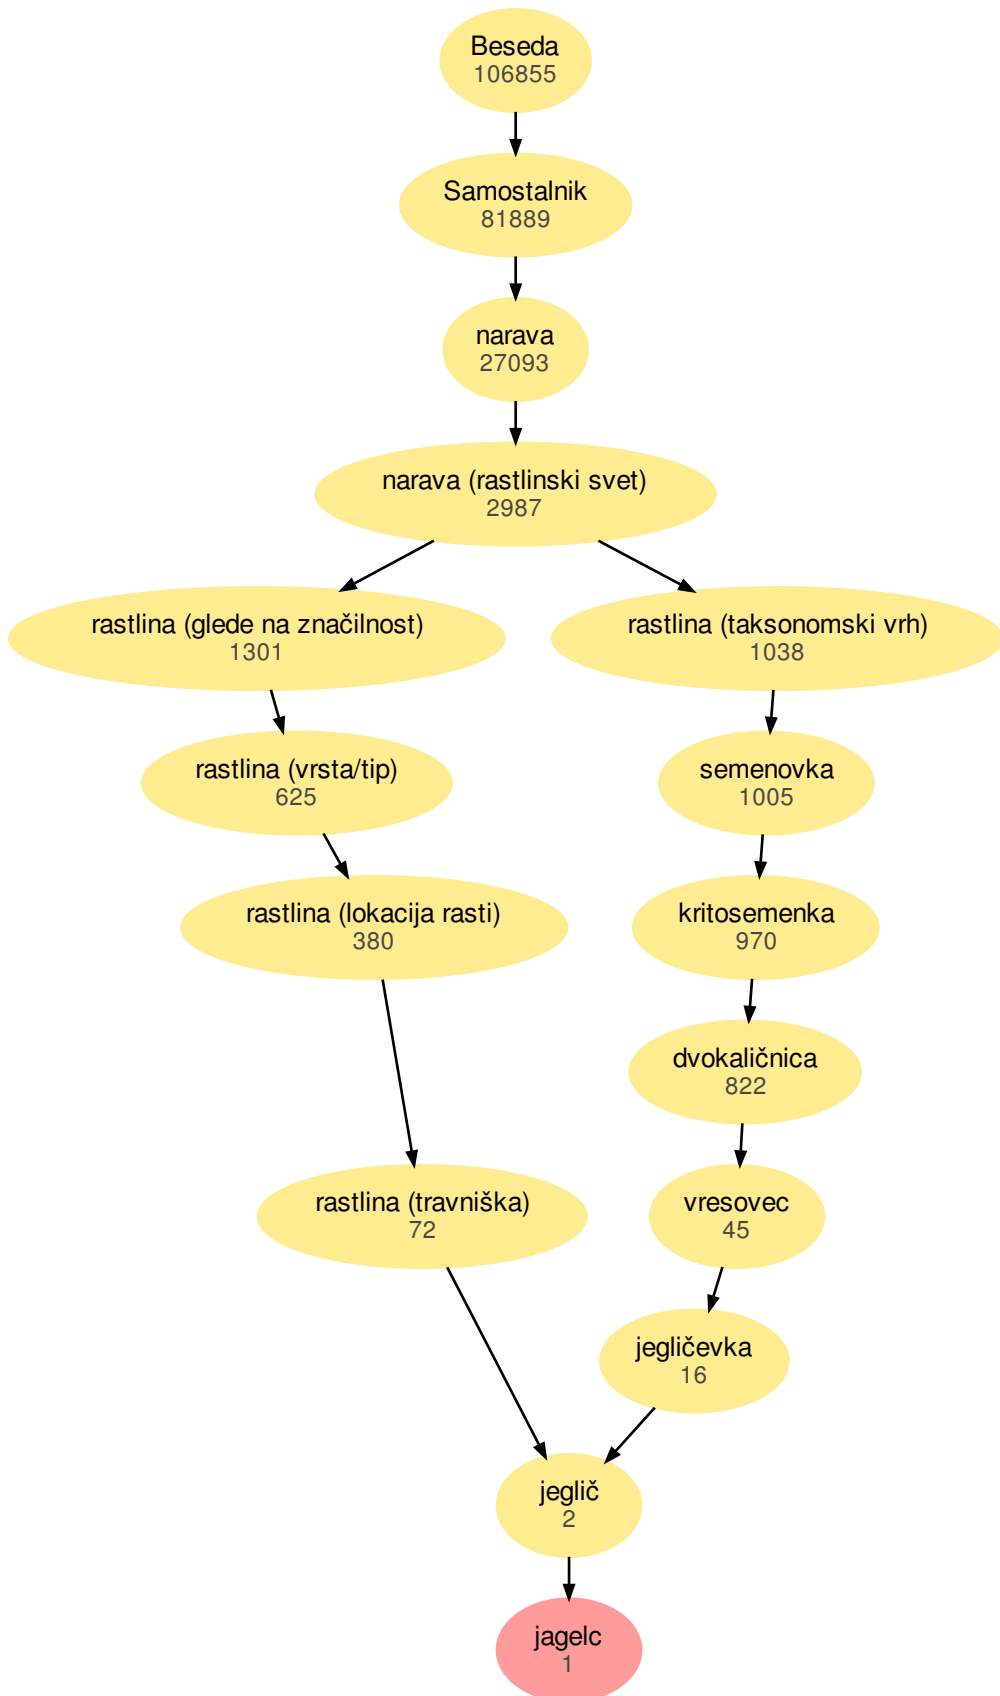 Beseda
106855
Samostalnik
81889
narava
27093
narava (rastlinski svet)
2987
rastlina (glede na značilnost)
1301
rastlina (taksonomski vrh)
1038
rastlina (vrsta/tip)
625
semenovka
1005
rastlina (lokacija rasti)
380
kritosemenka
970
dvokaličnica
822
rastlina (travniška)
72
vresovec
45
jegličevka
16
jeglič
2
jagelc
1